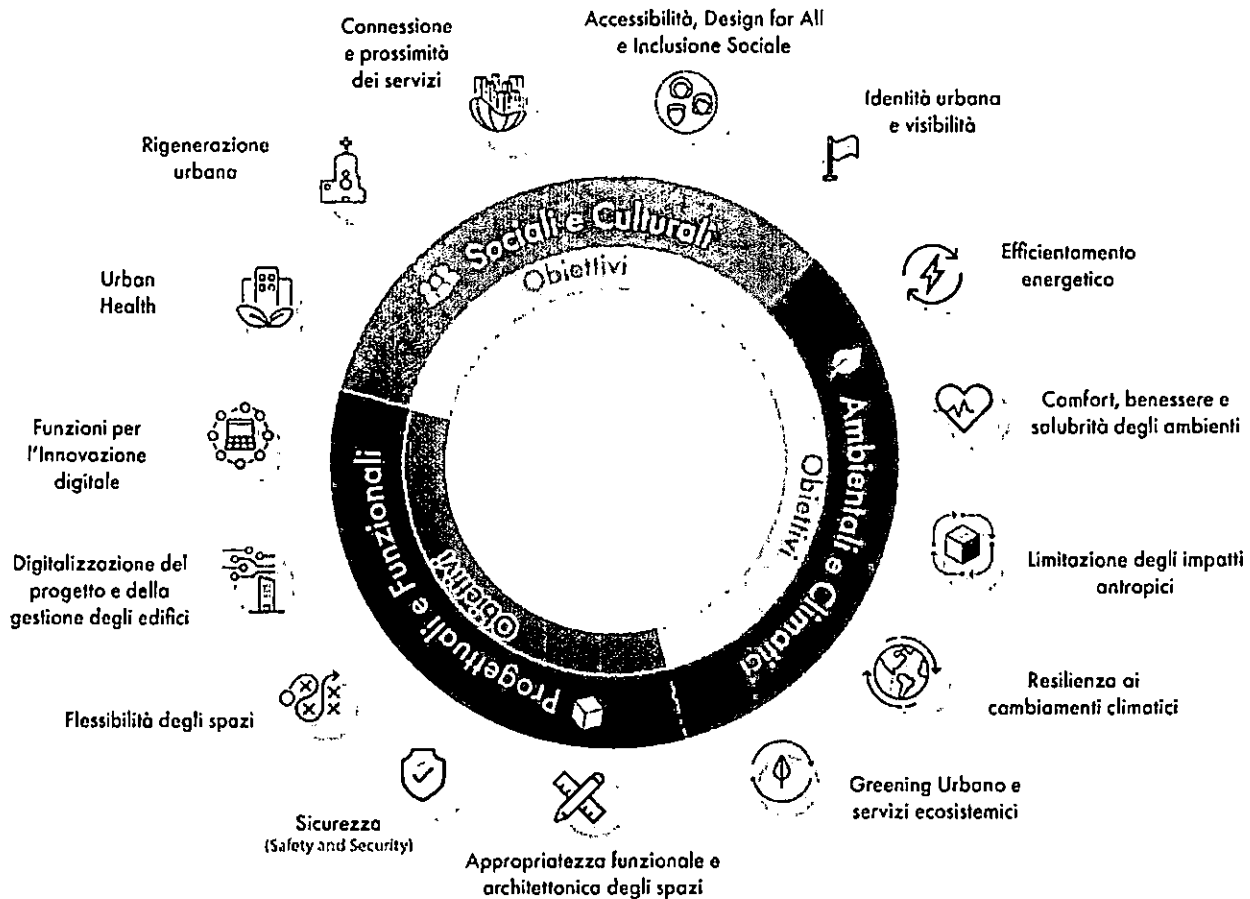 Connessione
e prossimità
dei servizi
Accessibilità, Design for All
e Inclusione Sociale
Identità urbana
e visibilità
Rigenerazione
urbana
Sociali e Culturali
Obiettivi
Urban
Health
Efficientamento
energetico
Funzioni per
l'Innovazione
digitale
Comfort, benessere e
salubrità degli ambienti
Ambientali e Climatici
Obiettivi
Progettuali e Funzionali
Obiettivi
Digitalizzazione del
progetto e della
gestione degli edifici
Limitazione degli impatti
antropici
Flessibilità degli spazi
Resilienza ai
cambiamenti climatici
Sicurezza
(Safety and Security)
Appropriatezza funzionale e
architettonica degli spazi
Greening Urbano e
servizi ecosistemici